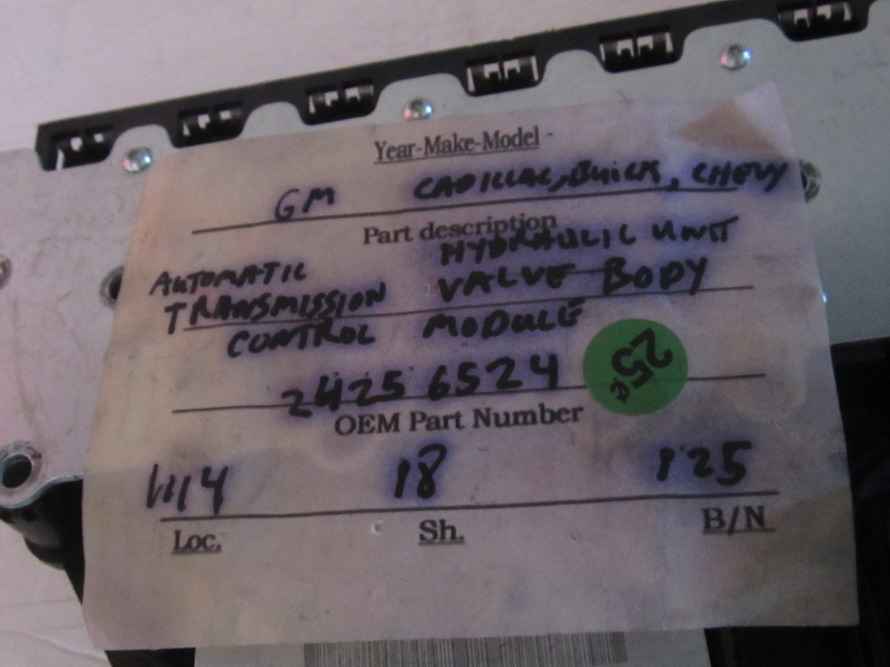 Year-Make-Model -
GM CADILLAC, BUICK, CHEVY
Part description
AUTOMATIC HYDRAULIC UNIT
TRANSMISSION VALVE BODY
CONTROL MODULE
24256524
25¢
OEM Part Number
1114 18 125
Loc. Sh. B/N